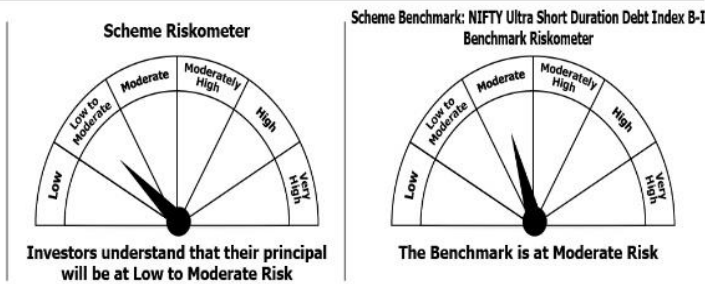 Scheme Riskometer
Low
Low to
Moderate
Moderate
Moderately
High
High
Very
High
Investors understand that their principal
will be at Low to Moderate Risk
Scheme Benchmark: NIFTY Ultra Short Duration Debt Index B-I
Benchmark Riskometer
Low
Low to
Moderate
Moderate
Moderately
High
High
Very
High
The Benchmark is at Moderate Risk